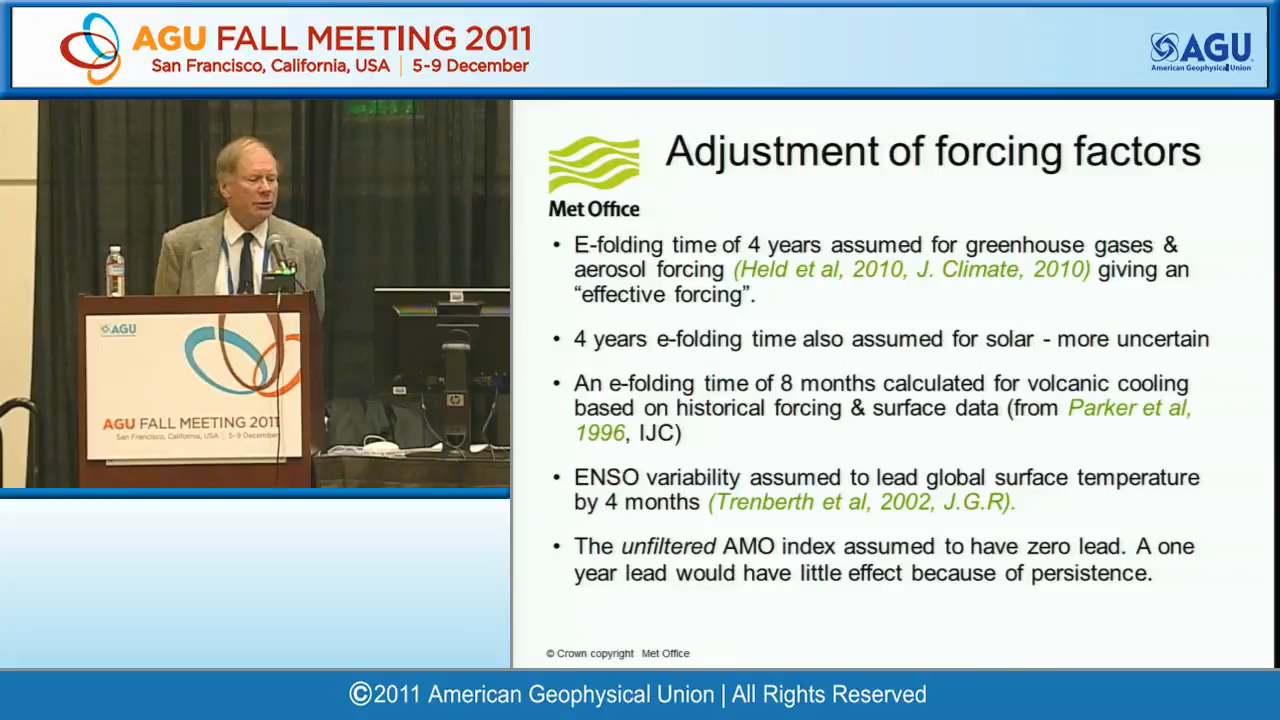 AGU FALL MEETING 2011
San Francisco, California, USA | 5-9 December
AGU
American Geophysical Union
AGU
AGU FALL MEETING 2011
San Francisco, California, USA | 5-9 December
hp
Met Office
Adjustment of forcing factors
• E-folding time of 4 years assumed for greenhouse gases &
aerosol forcing (Held et al, 2010, J. Climate, 2010) giving an
“effective forcing”.
• 4 years e-folding time also assumed for solar - more uncertain
• An e-folding time of 8 months calculated for volcanic cooling
based on historical forcing & surface data (from Parker et al,
1996, IJC)
• ENSO variability assumed to lead global surface temperature
by 4 months (Trenberth et al, 2002, J.G.R).
• The unfiltered AMO index assumed to have zero lead. A one
year lead would have little effect because of persistence.
© Crown copyright Met Office
©2011 American Geophysical Union | All Rights Reserved